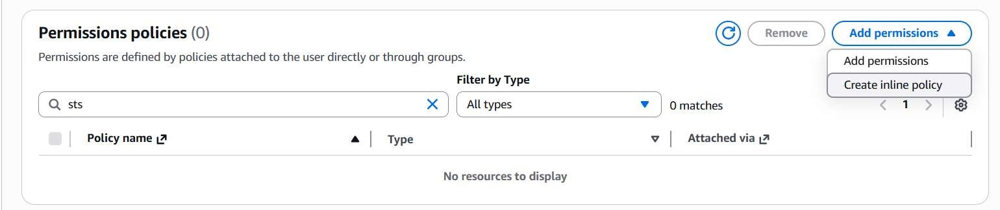 Permissions policies (0)
Remove
Add permissions
Permissions are defined by policies attached to the user directly or through groups.
Add permissions
Create inline policy
Filter by Type
sts
All types
0 matches
1
Policy name
Type
Attached via
No resources to display